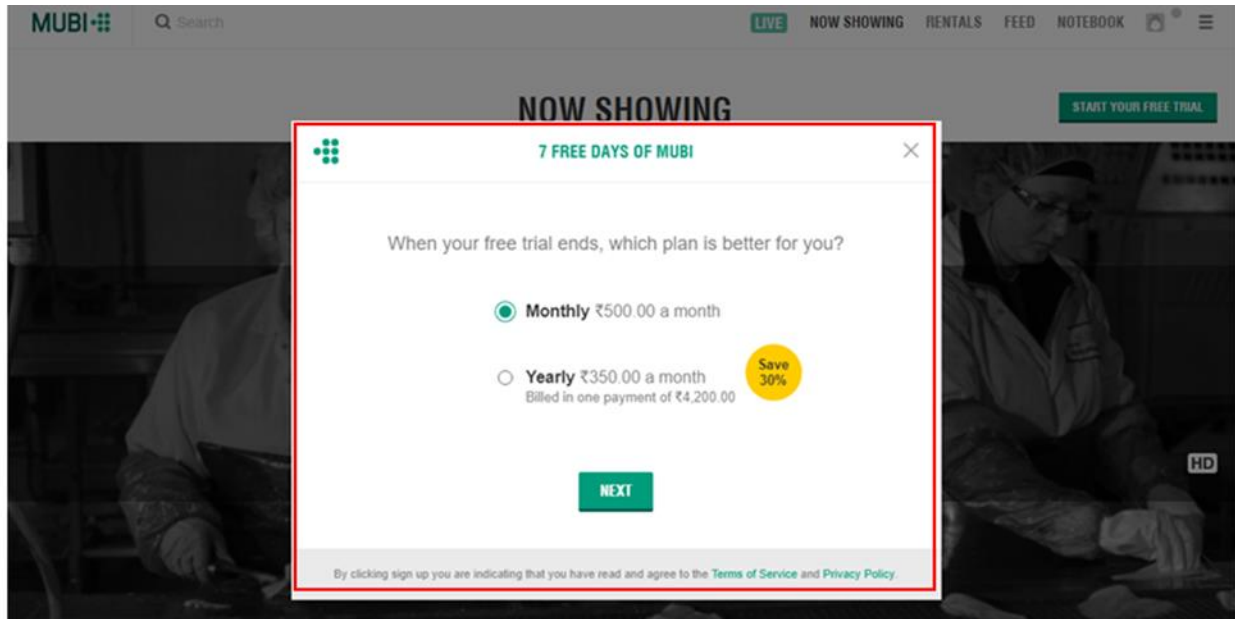 MUBI
Search
LIVE NOW SHOWING RENTALS FEED NOTEBOOK
NOW SHOWING
START YOUR FREE TRIAL
7 FREE DAYS OF MUBI
When your free trial ends, which plan is better for you?
Monthly ₹500.00 a month
Yearly ₹350.00 a month
Billed in one payment of ₹4,200.00
Save
30%
NEXT
HD
By clicking sign up you are indicating that you have read and agree to the Terms of Service and Privacy Policy.